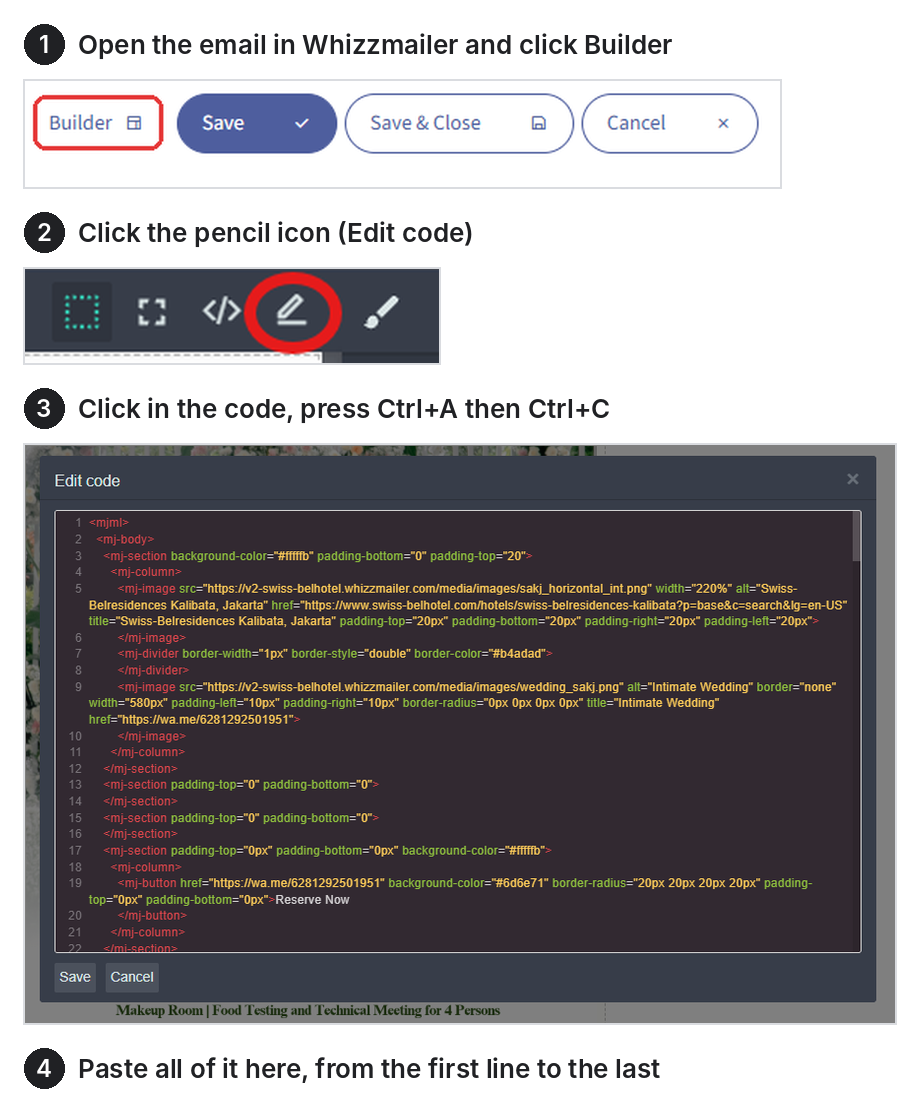 1 Open the email in Whizzmailer and click Builder
Builder Save Save & Close Cancel
2 Click the pencil icon (Edit code)
3 Click in the code, press Ctrl+A then Ctrl+C
Edit code
1 <mjml>
2 <mj-body>
3 <mj-section background-color="#fffffb" padding-bottom="0" padding-top="20">
4 <mj-column>
5 <mj-image src="https://v2-swiss-belhotel.whizzmailer.com/media/images/sakj_horizontal_int.png" width="220%" alt="Swiss-
Belresidences Kalibata, Jakarta" href="https://www.swiss-belhotel.com/hotels/swiss-belresidences-kalibata?p=base&c=search&lg=en-US"
title="Swiss-Belresidences Kalibata, Jakarta" padding-top="20px" padding-bottom="20px" padding-right="20px" padding-left="20px">
6 </mj-image>
7 <mj-divider border-width="1px" border-style="double" border-color="#b4adad">
8 </mj-divider>
9 <mj-image src="https://v2-swiss-belhotel.whizzmailer.com/media/images/wedding_sakj.png" alt="Intimate Wedding" border="none"
width="580px" padding-left="10px" padding-right="10px" border-radius="0px 0px 0px 0px" title="Intimate Wedding"
href="https://wa.me/6281292501951">
10 </mj-image>
11 </mj-column>
12 </mj-section>
13 <mj-section padding-top="0" padding-bottom="0">
14 </mj-section>
15 <mj-section padding-top="0" padding-bottom="0">
16 </mj-section>
17 <mj-section padding-top="0px" padding-bottom="0px" background-color="#fffffb">
18 <mj-column>
19 <mj-button href="https://wa.me/6281292501951" background-color="#6d6e71" border-radius="20px 20px 20px 20px" padding-
top="0px" padding-bottom="0px">Reserve Now
20 </mj-button>
21 </mj-column>
22 </mj-section>
Save Cancel
Makeup Room | Food Testing and Technical Meeting for 4 Persons
4 Paste all of it here, from the first line to the last